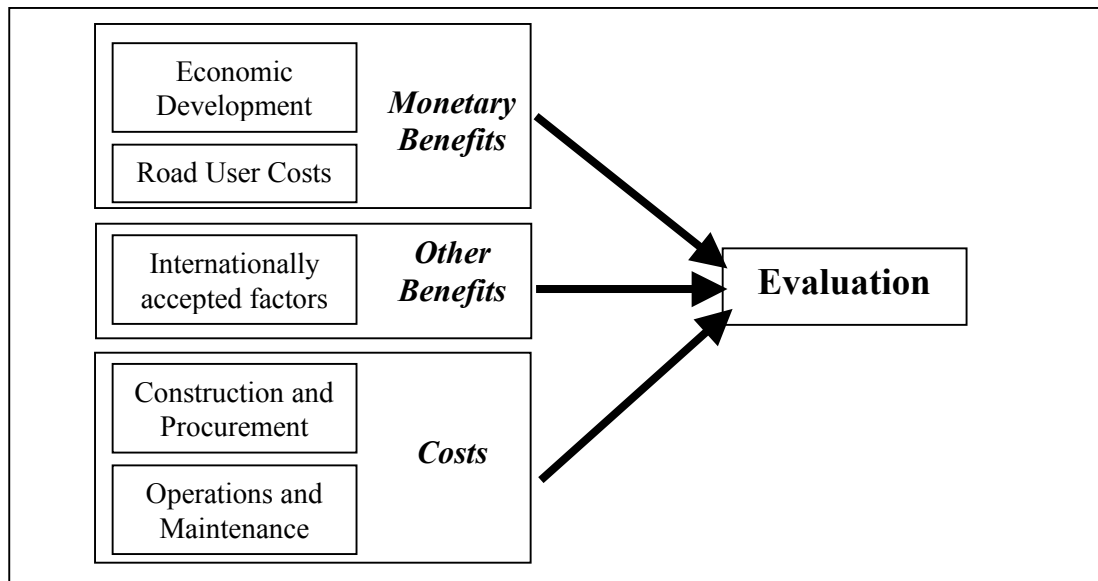 Economic
Development
Monetary
Benefits
Road User Costs
Internationally
accepted factors
Other
Benefits
Evaluation
Construction and
Procurement
Costs
Operations and
Maintenance